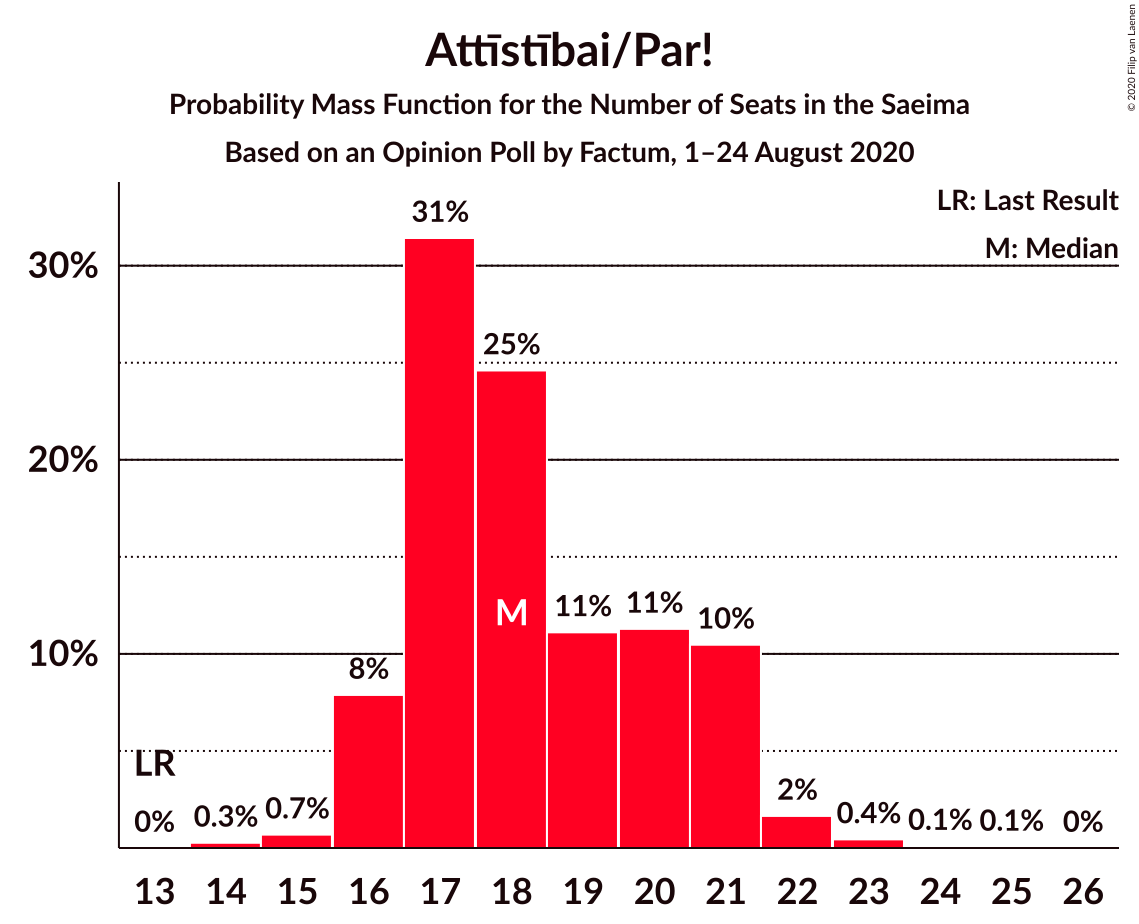 © 2020 Filip van Laenen
Attīstībai/Par!
Probability Mass Function for the Number of Seats in the Saeima
Based on an Opinion Poll by Factum, 1–24 August 2020
LR: Last Result
M: Median
31%
30%
25%
20%
M
11%
11%
10%
10%
8%
LR
0%
0.3%
0.7%
2%
0.4%
0.1%
0.1%
0%
13 14 15 16 17 18 19 20 21 22 23 24 25 26